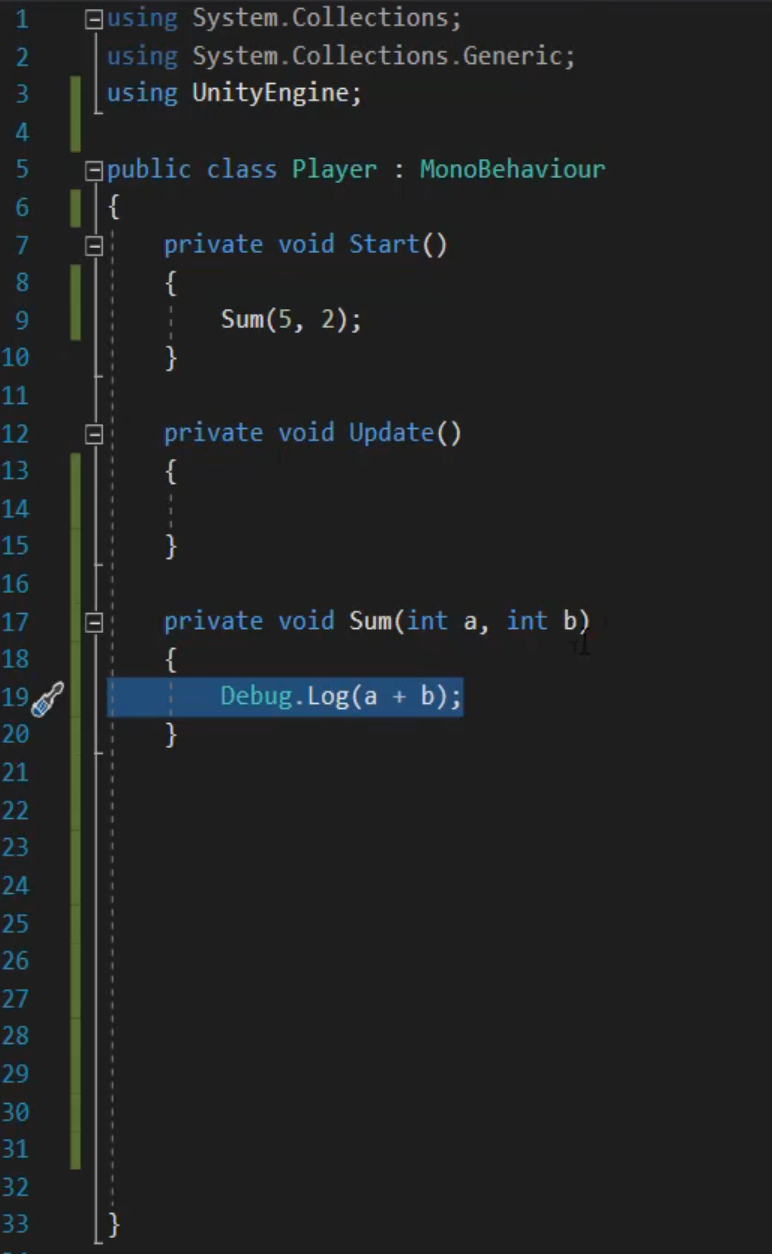 1 using System.Collections;
2 using System.Collections.Generic;
3 using UnityEngine;
4
5 public class Player : MonoBehaviour
6 {
7 private void Start()
8 {
9 Sum(5, 2);
10 }
11
12 private void Update()
13 {
14
15 }
16
17 private void Sum(int a, int b)
18 {
19 Debug.Log(a + b);
20 }
21
22
23
24
25
26
27
28
29
30
31
32
33 }